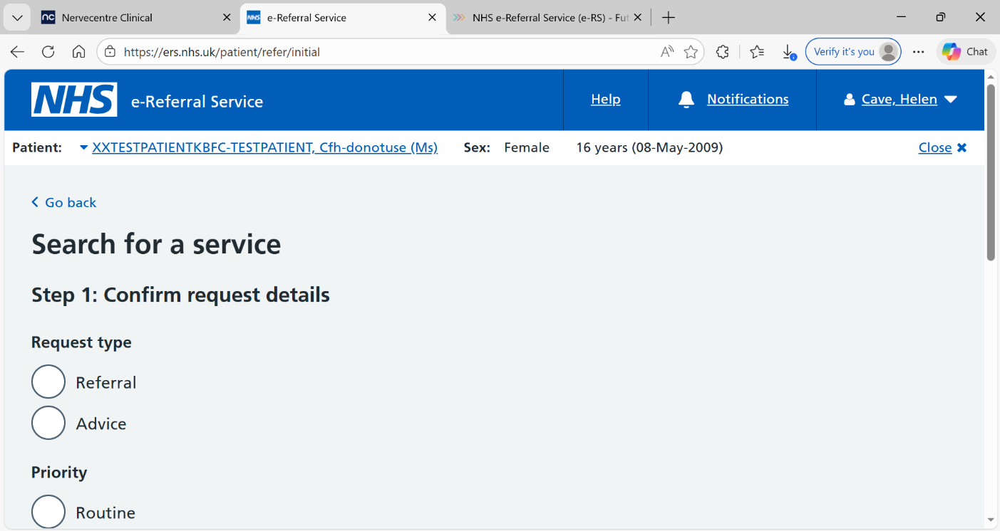 nc Nervecentre Clinical
NHS e-Referral Service
NHS e-Referral Service (e-RS) - Fut
https://ers.nhs.uk/patient/refer/initial
A
Verify it's you
Chat
NHS e-Referral Service
Help
Notifications
Cave, Helen
Patient: XXTESTPATIENTKBFC-TESTPATIENT, Cfh-donotuse (Ms) Sex: Female 16 years (08-May-2009) Close
Go back
Search for a service
Step 1: Confirm request details
Request type
Referral
Advice
Priority
Routine